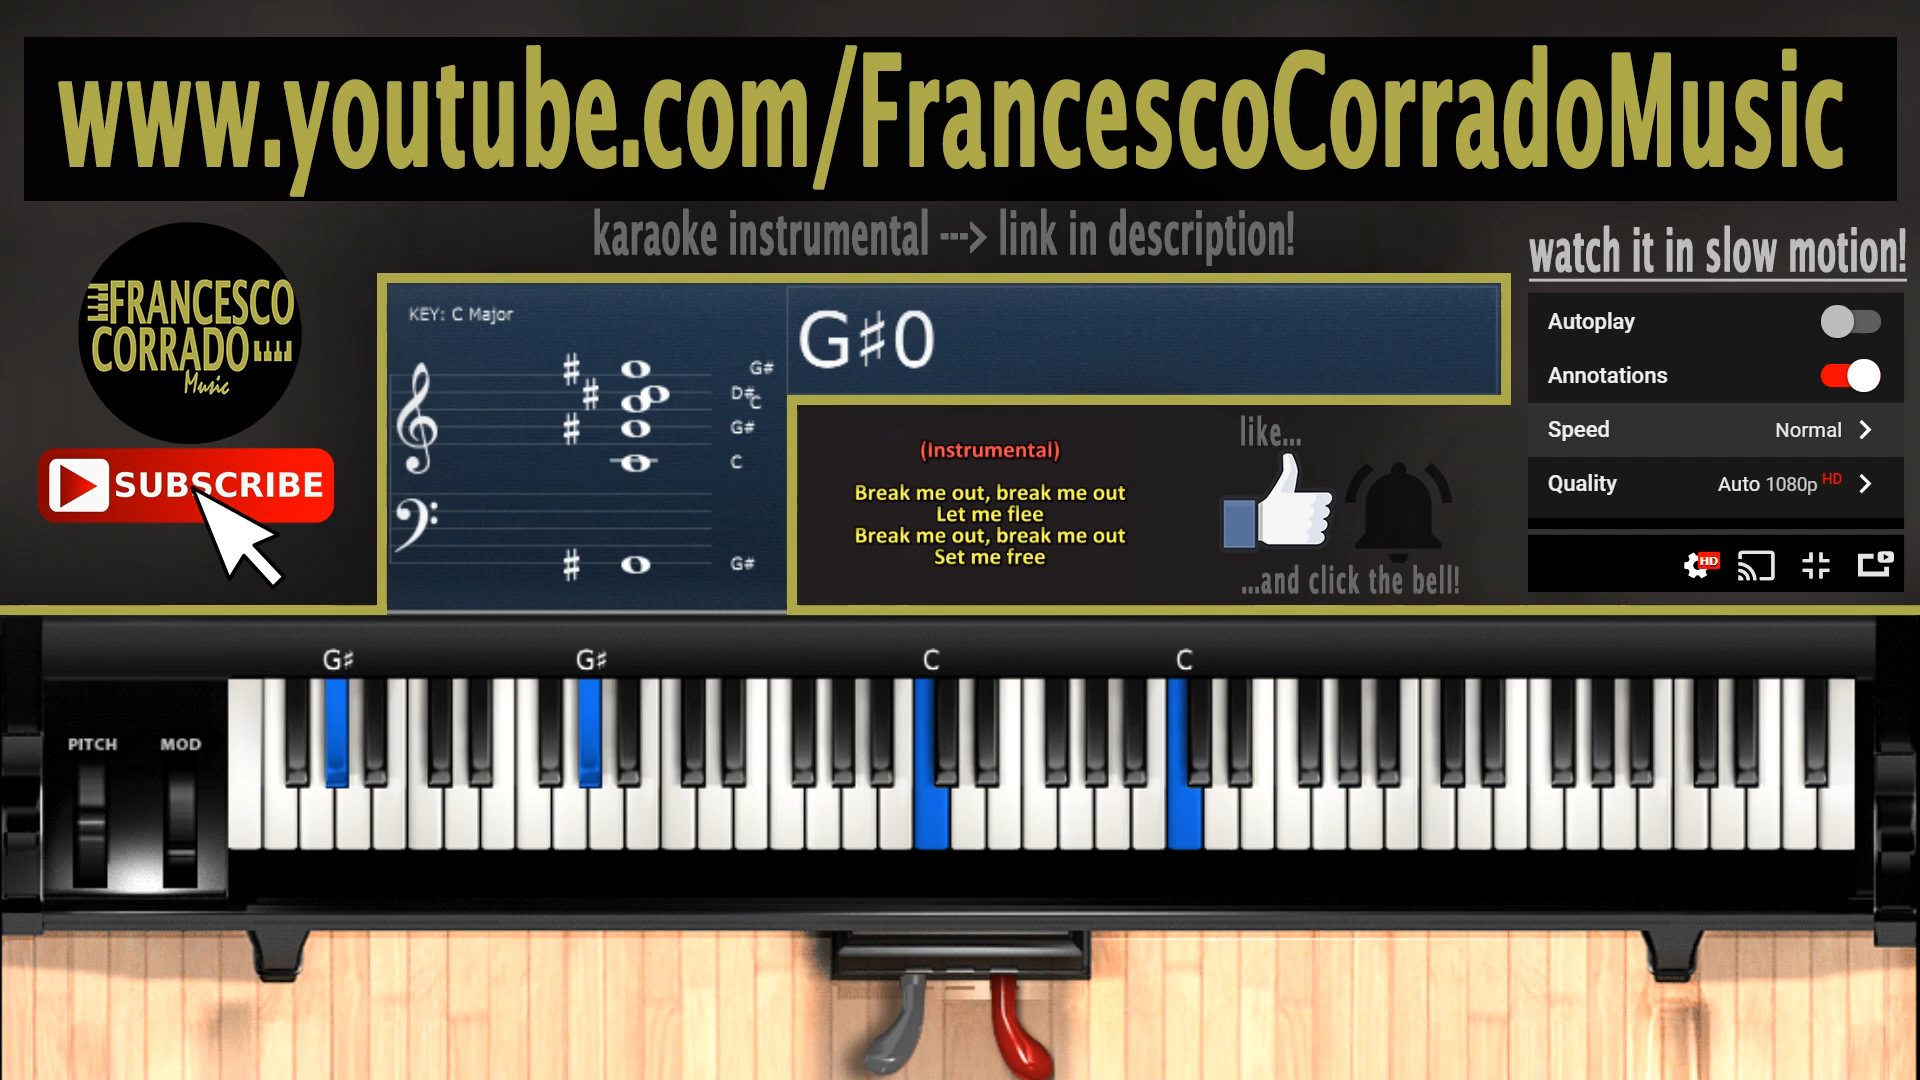 www.youtube.com/FrancescoCorradoMusic
karaoke instrumental ---> link in description!
watch it in slow motion!
FRANCESCO
CORRADO
Music
SUBSCRIBE
KEY: C Major
G♯0
G#
D#
C
G#
C
G#
(Instrumental)
Break me out, break me out
Let me flee
Break me out, break me out
Set me free
like...
...and click the bell!
Autoplay
Annotations
Speed Normal
Quality Auto 1080p HD
HD
G♯ G♯ C C
PITCH MOD